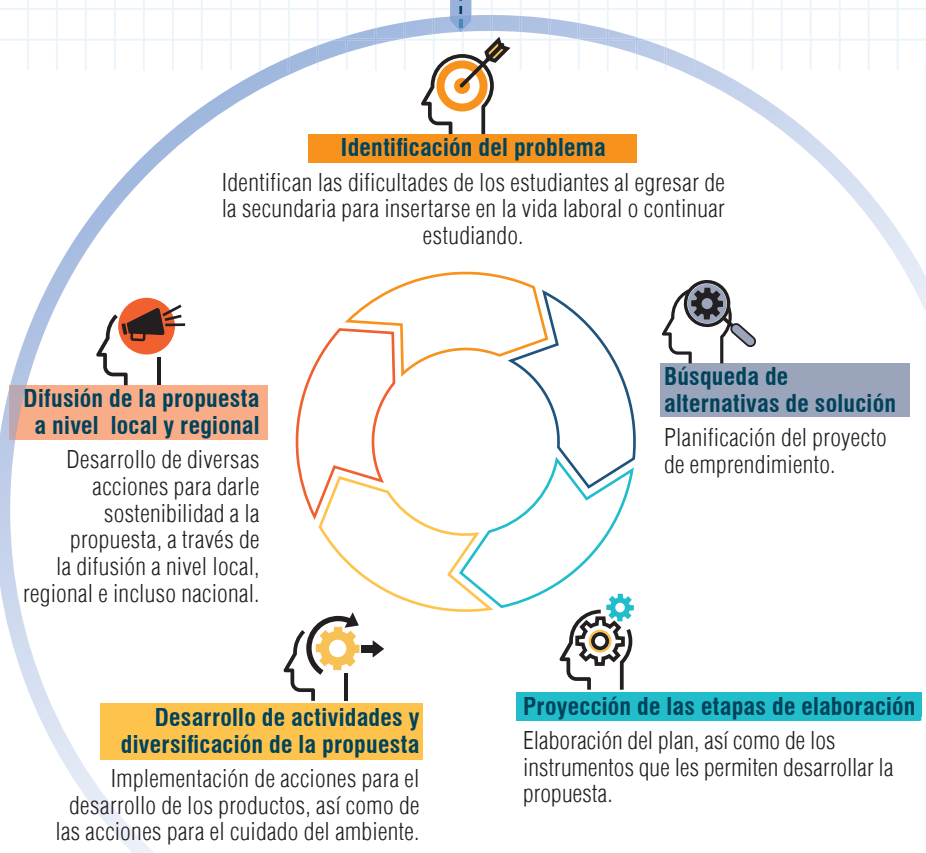 Identificación del problema
Identifican las dificultades de los estudiantes al egresar de
la secundaria para insertarse en la vida laboral o continuar
estudiando.
Búsqueda de
alternativas de solución
Planificación del proyecto
de emprendimiento.
Proyección de las etapas de elaboración
Elaboración del plan, así como de los
instrumentos que les permiten desarrollar la
propuesta.
Desarrollo de actividades y
diversificación de la propuesta
Implementación de acciones para el
desarrollo de los productos, así como de
las acciones para el cuidado del ambiente.
Difusión de la propuesta
a nivel local y regional
Desarrollo de diversas
acciones para darle
sostenibilidad a la
propuesta, a través de
la difusión a nivel local,
regional e incluso nacional.